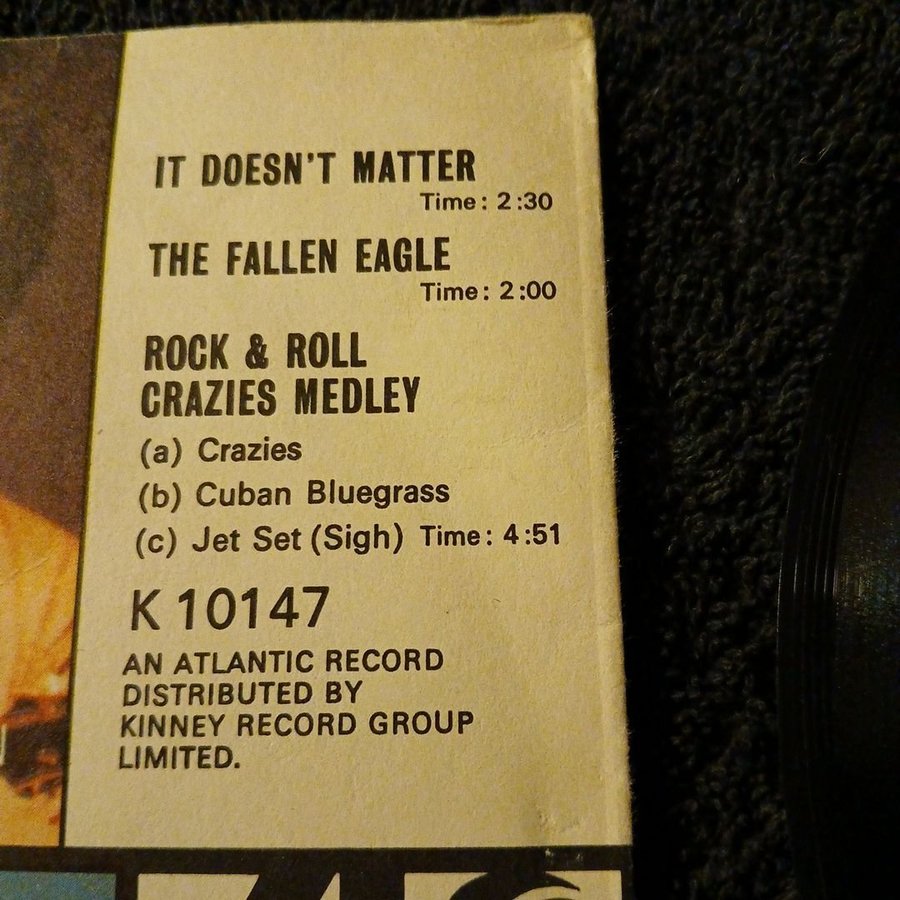 IT DOESN'T MATTER
Time: 2:30
THE FALLEN EAGLE
Time: 2:00
ROCK & ROLL
CRAZIES MEDLEY
(a) Crazies
(b) Cuban Bluegrass
(c) Jet Set (Sigh) Time: 4:51
K 10147
AN ATLANTIC RECORD
DISTRIBUTED BY
KINNEY RECORD GROUP
LIMITED.